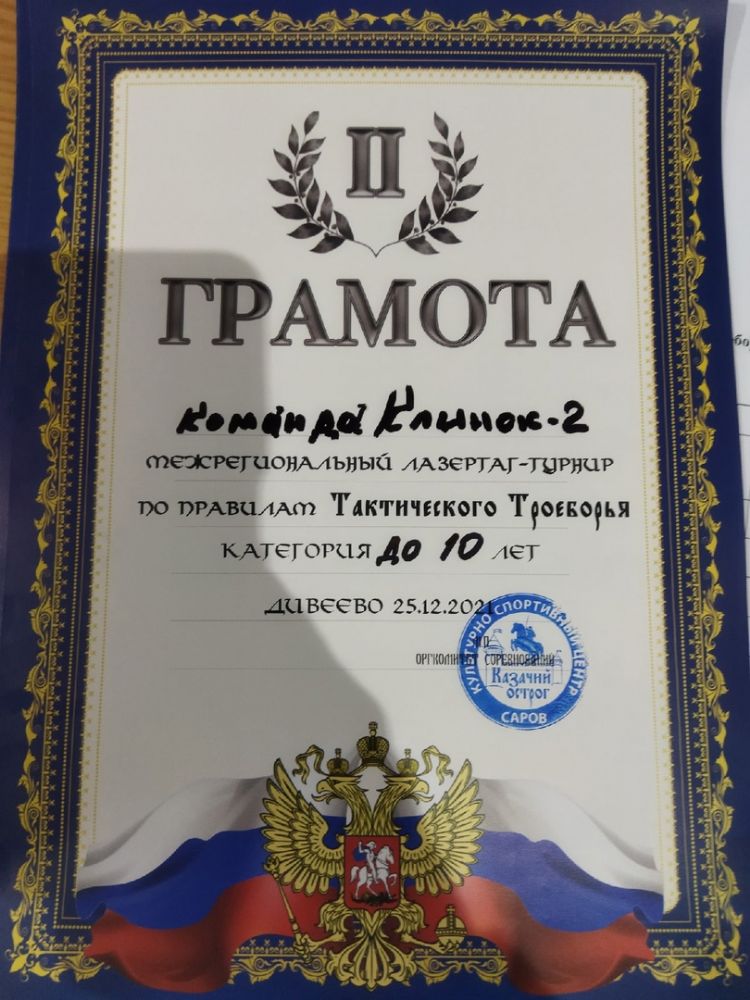 II
ГРАМОТА
команда Клинок-2
МЕЖРЕГИОНАЛЬНЫЙ ЛАЗЕРТАГ-ТУРНИР
ПО ПРАВИЛАМ Тактического Троеборья
КАТЕГОРИЯ ДО 10 ЛЕТ
ДИВЕЕВО 25.12.2021
ОРГКОМИТЕТ СОРЕВНОВАНИЙ
КУЛЬТУРНО СПОРТИВНЫЙ ЦЕНТР
Казачий
острог
САРОВ